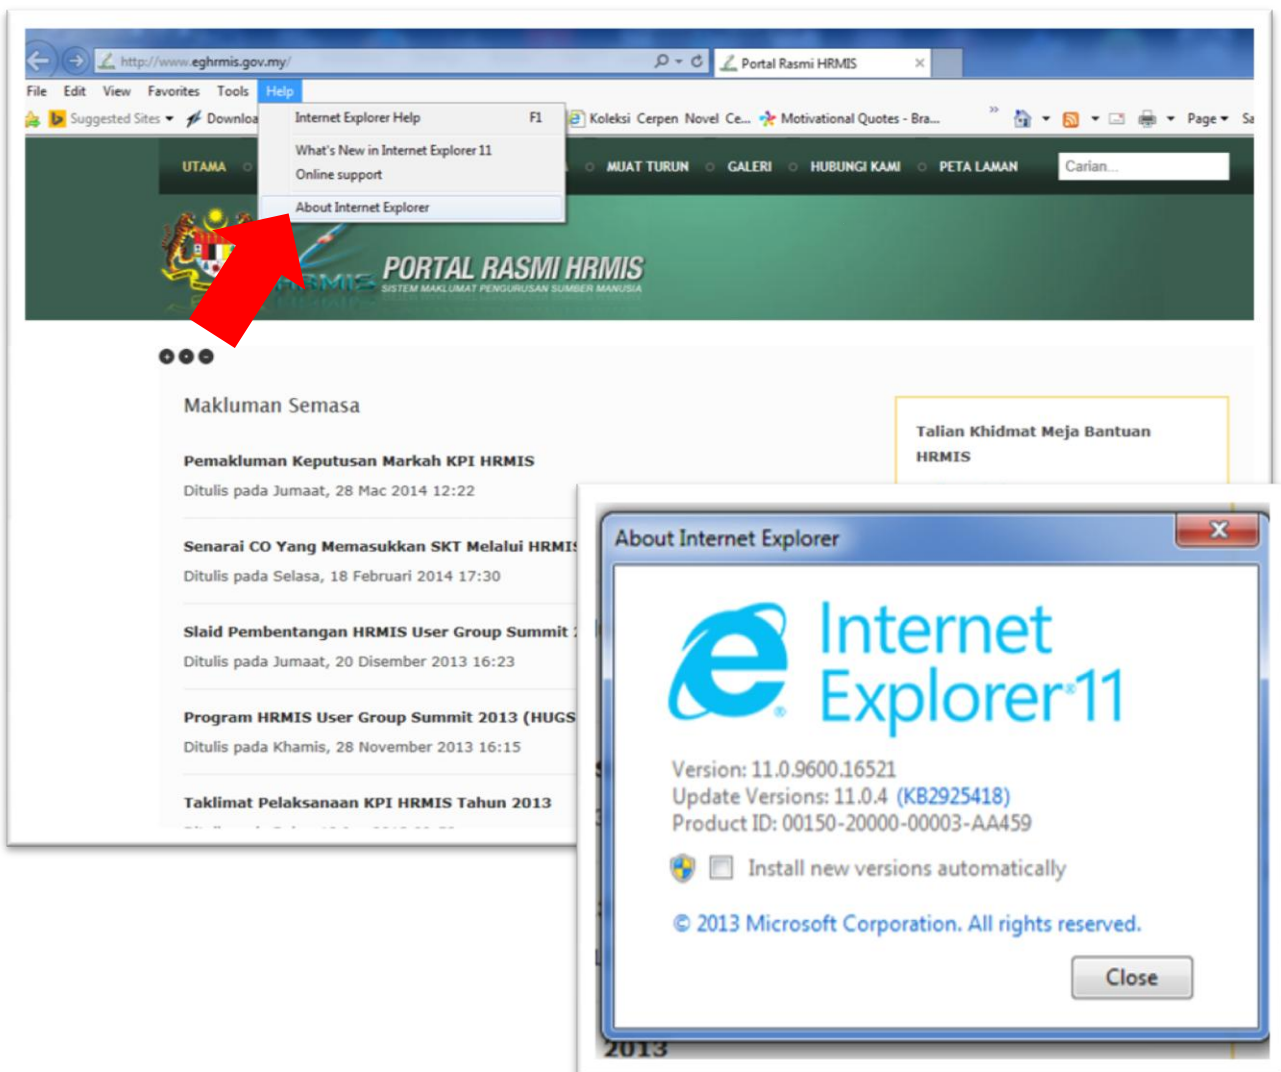 http://www.eghrmis.gov.my/
Portal Rasmi HRMIS
File Edit View Favorites Tools Help
Suggested Sites
Koleksi Cerpen Novel Ce...
Motivational Quotes - Bra...
Page
Internet Explorer Help F1
What's New in Internet Explorer 11
Online support
About Internet Explorer
UTAMA
MUAT TURUN
GALERI
HUBUNGI KAMI
PETA LAMAN
Carian...
HRMIS
PORTAL RASMI HRMIS
SISTEM MAKLUMAT PENGURUSAN SUMBER MANUSIA
Makluman Semasa
Pemakluman Keputusan Markah KPI HRMIS
Ditulis pada Jumaat, 28 Mac 2014 12:22
Senarai CO Yang Memasukkan SKT Melalui HRMIS
Ditulis pada Selasa, 18 Februari 2014 17:30
Slaid Pembentangan HRMIS User Group Summit
Ditulis pada Jumaat, 20 Disember 2013 16:23
Program HRMIS User Group Summit 2013 (HUGS
Ditulis pada Khamis, 28 November 2013 16:15
Taklimat Pelaksanaan KPI HRMIS Tahun 2013
Talian Khidmat Meja Bantuan
HRMIS
About Internet Explorer
Internet
Explorer®11
Version: 11.0.9600.16521
Update Versions: 11.0.4 (KB2925418)
Product ID: 00150-20000-00003-AA459
Install new versions automatically
© 2013 Microsoft Corporation. All rights reserved.
Close
2013